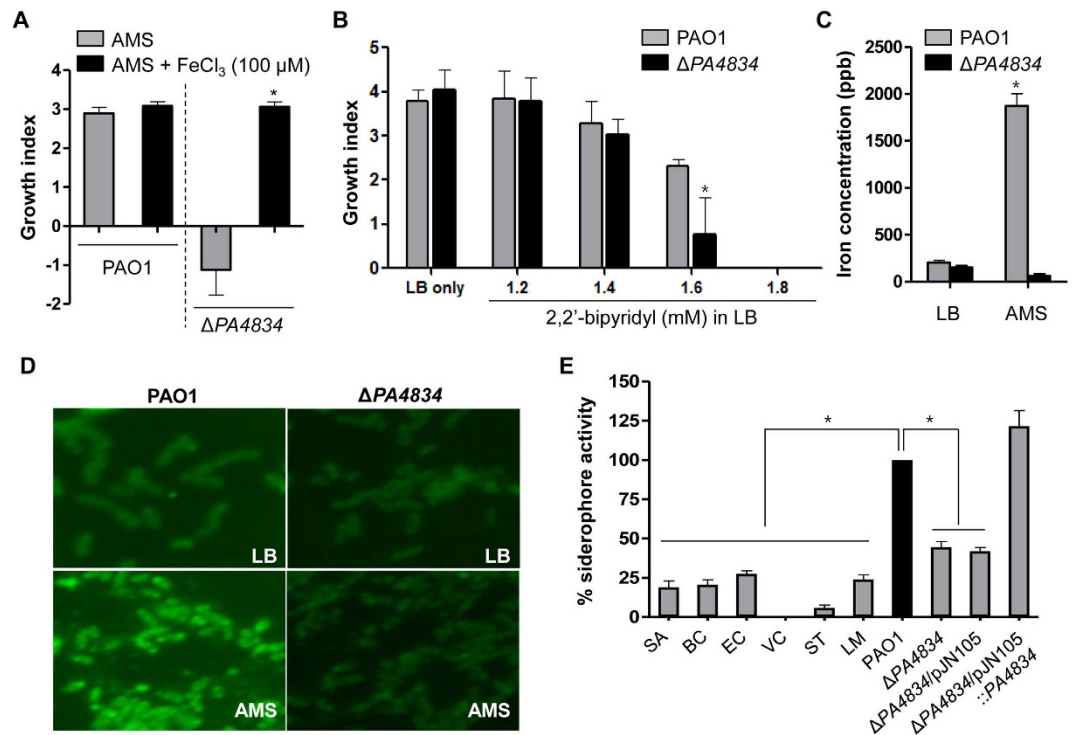 A
AMS
AMS + FeCl3 (100 µM)
Growth index
4
3
2
1
0
-1
-2
*
PAO1
ΔPA4834
B
PAO1
ΔPA4834
Growth index
5
4
3
2
1
0
*
LB only
1.2
1.4
1.6
1.8
2,2'-bipyridyl (mM) in LB
C
PAO1
ΔPA4834
Iron concentration (ppb)
2500
2000
1500
1000
500
0
*
LB
AMS
D
PAO1
ΔPA4834
LB
LB
AMS
AMS
E
% siderophore activity
150
125
100
75
50
25
0
*
*
SA
BC
EC
VC
ST
LM
PAO1
ΔPA4834
ΔPA4834/pJN105
ΔPA4834/pJN105
::PA4834